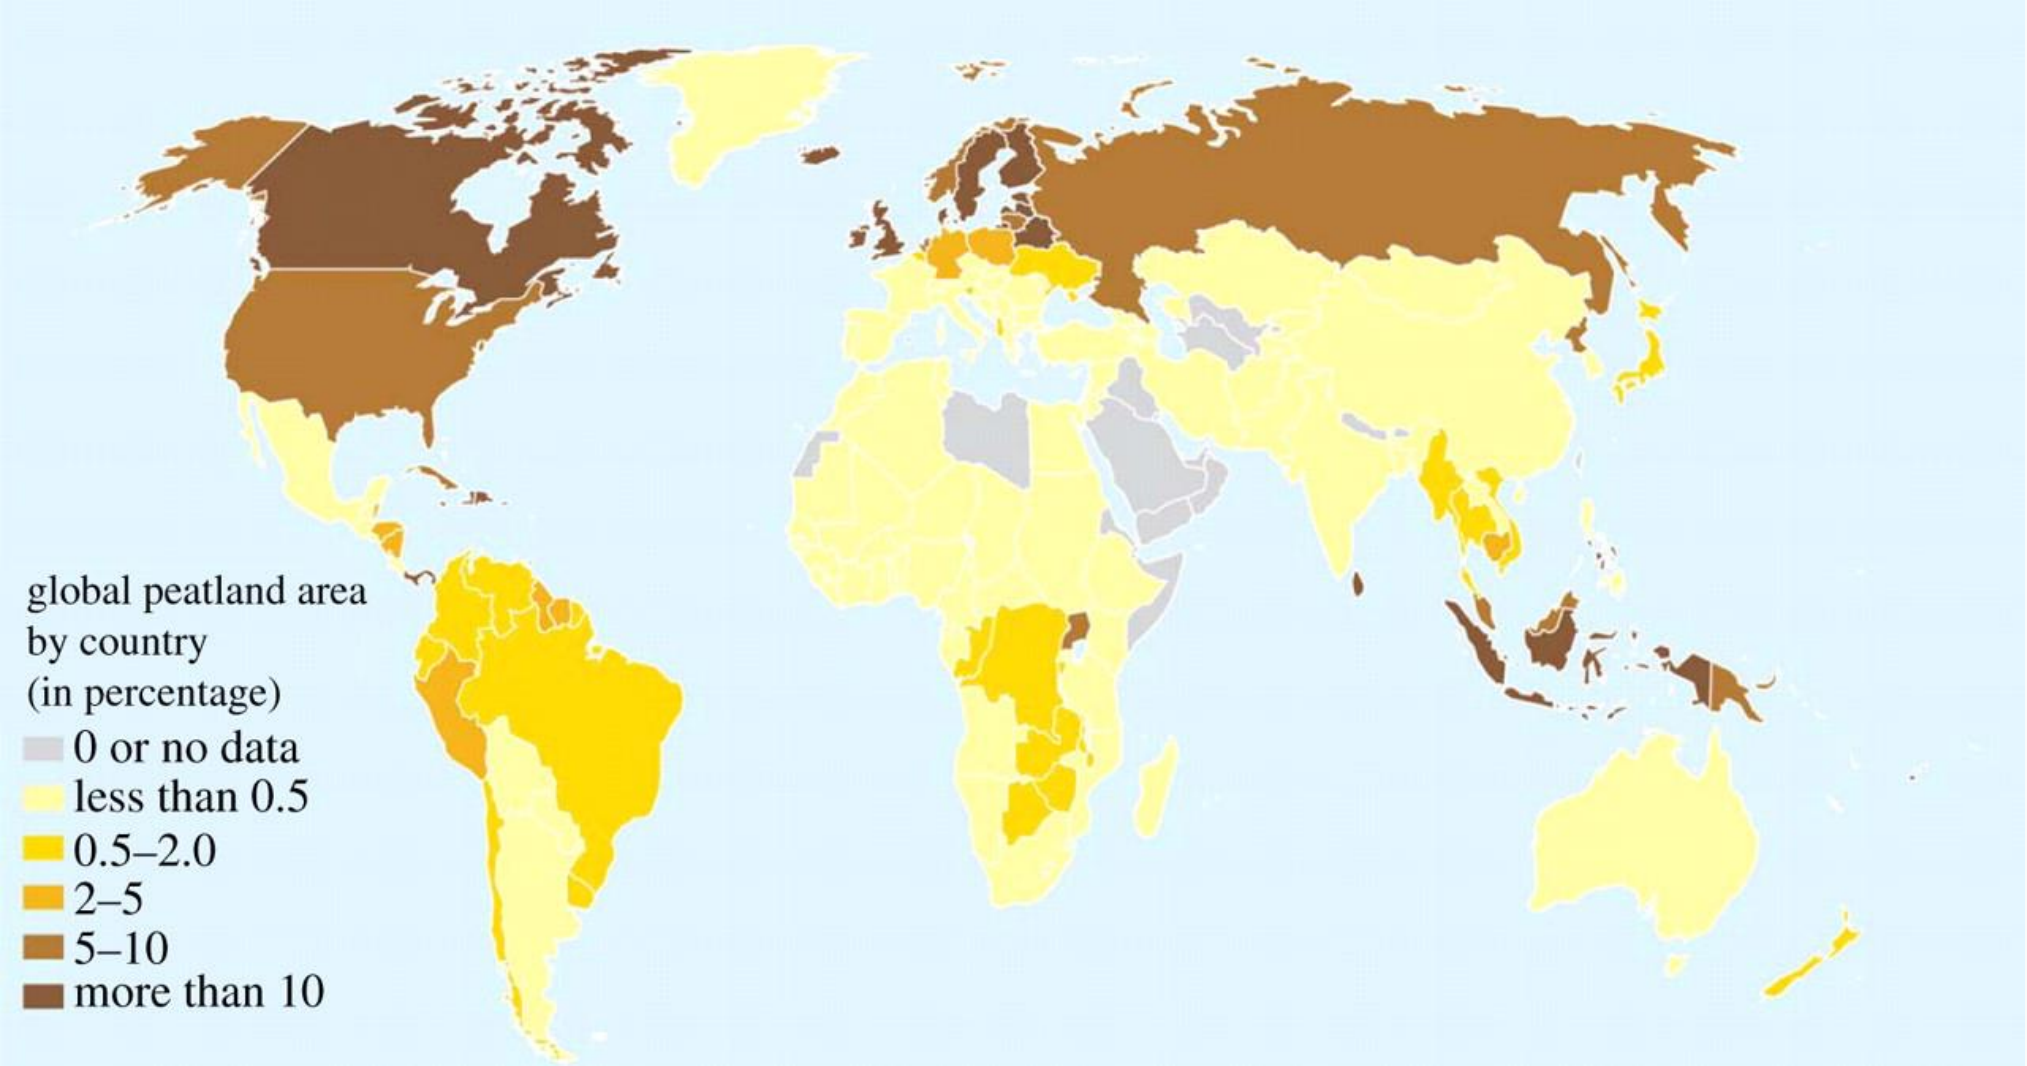 global peatland area
by country
(in percentage)
0 or no data
less than 0.5
0.5–2.0
2–5
5–10
more than 10